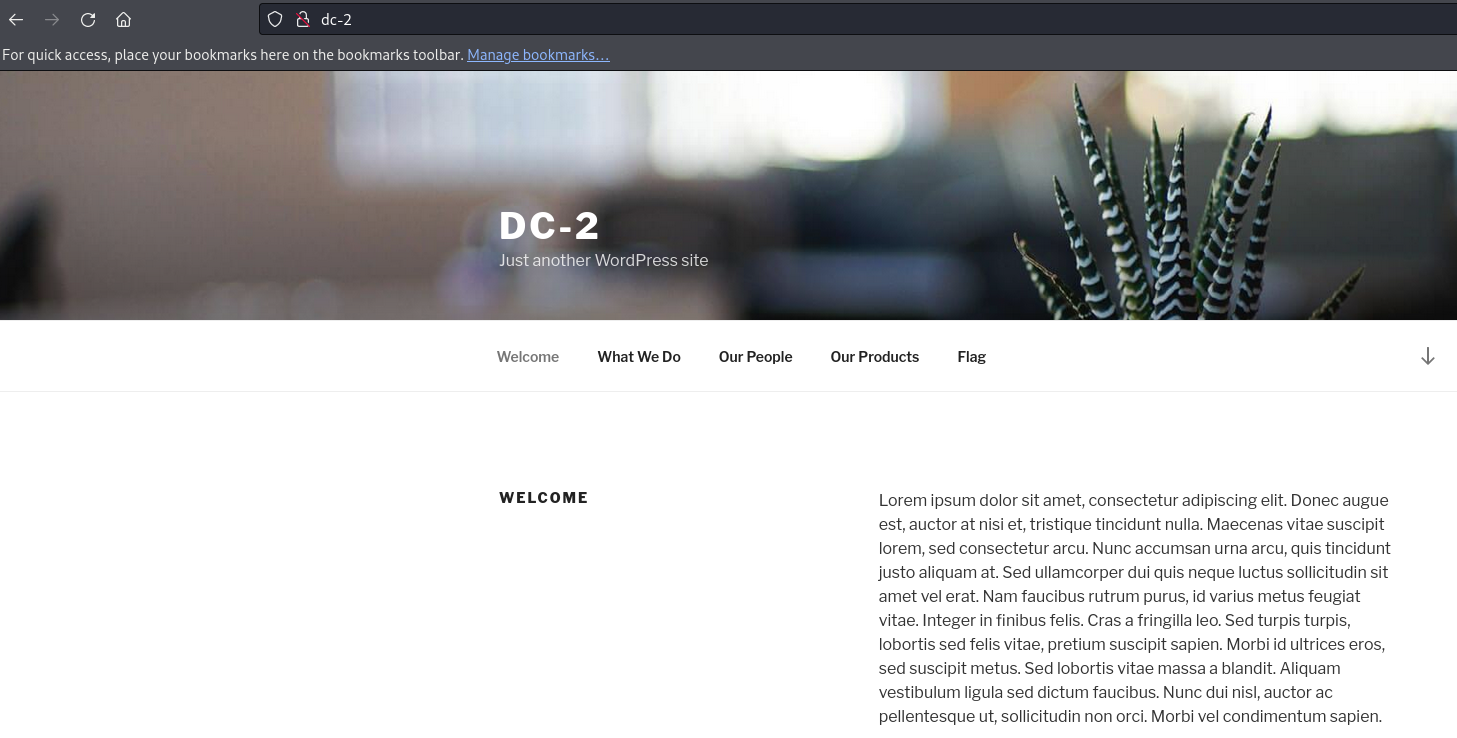 dc-2
For quick access, place your bookmarks here on the bookmarks toolbar. Manage bookmarks...
DC-2
Just another WordPress site
Welcome What We Do Our People Our Products Flag
WELCOME
Lorem ipsum dolor sit amet, consectetur adipiscing elit. Donec augue
est, auctor at nisi et, tristique tincidunt nulla. Maecenas vitae suscipit
lorem, sed consectetur arcu. Nunc accumsan urna arcu, quis tincidunt
justo aliquam at. Sed ullamcorper dui quis neque luctus sollicitudin sit
amet vel erat. Nam faucibus rutrum purus, id varius metus feugiat
vitae. Integer in finibus felis. Cras a fringilla leo. Sed turpis turpis,
lobortis sed felis vitae, pretium suscipit sapien. Morbi id ultrices eros,
sed suscipit metus. Sed lobortis vitae massa a blandit. Aliquam
vestibulum ligula sed dictum faucibus. Nunc dui nisl, auctor ac
pellentesque ut, sollicitudin non orci. Morbi vel condimentum sapien.